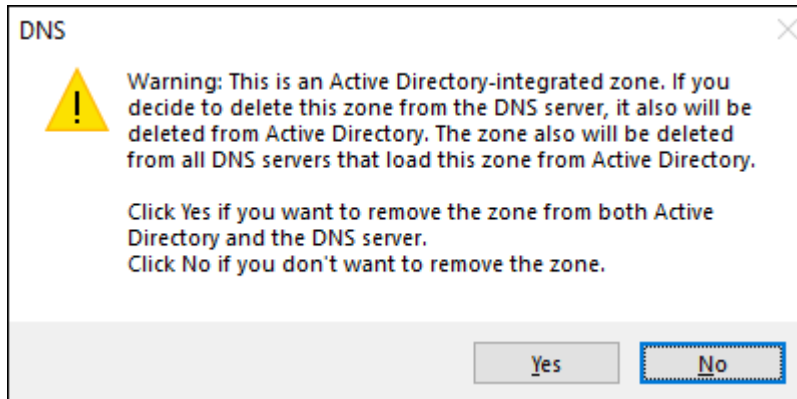 DNS
Warning: This is an Active Directory-integrated zone. If you
decide to delete this zone from the DNS server, it also will be
deleted from Active Directory. The zone also will be deleted
from all DNS servers that load this zone from Active Directory.
Click Yes if you want to remove the zone from both Active
Directory and the DNS server.
Click No if you don't want to remove the zone.
Yes
No